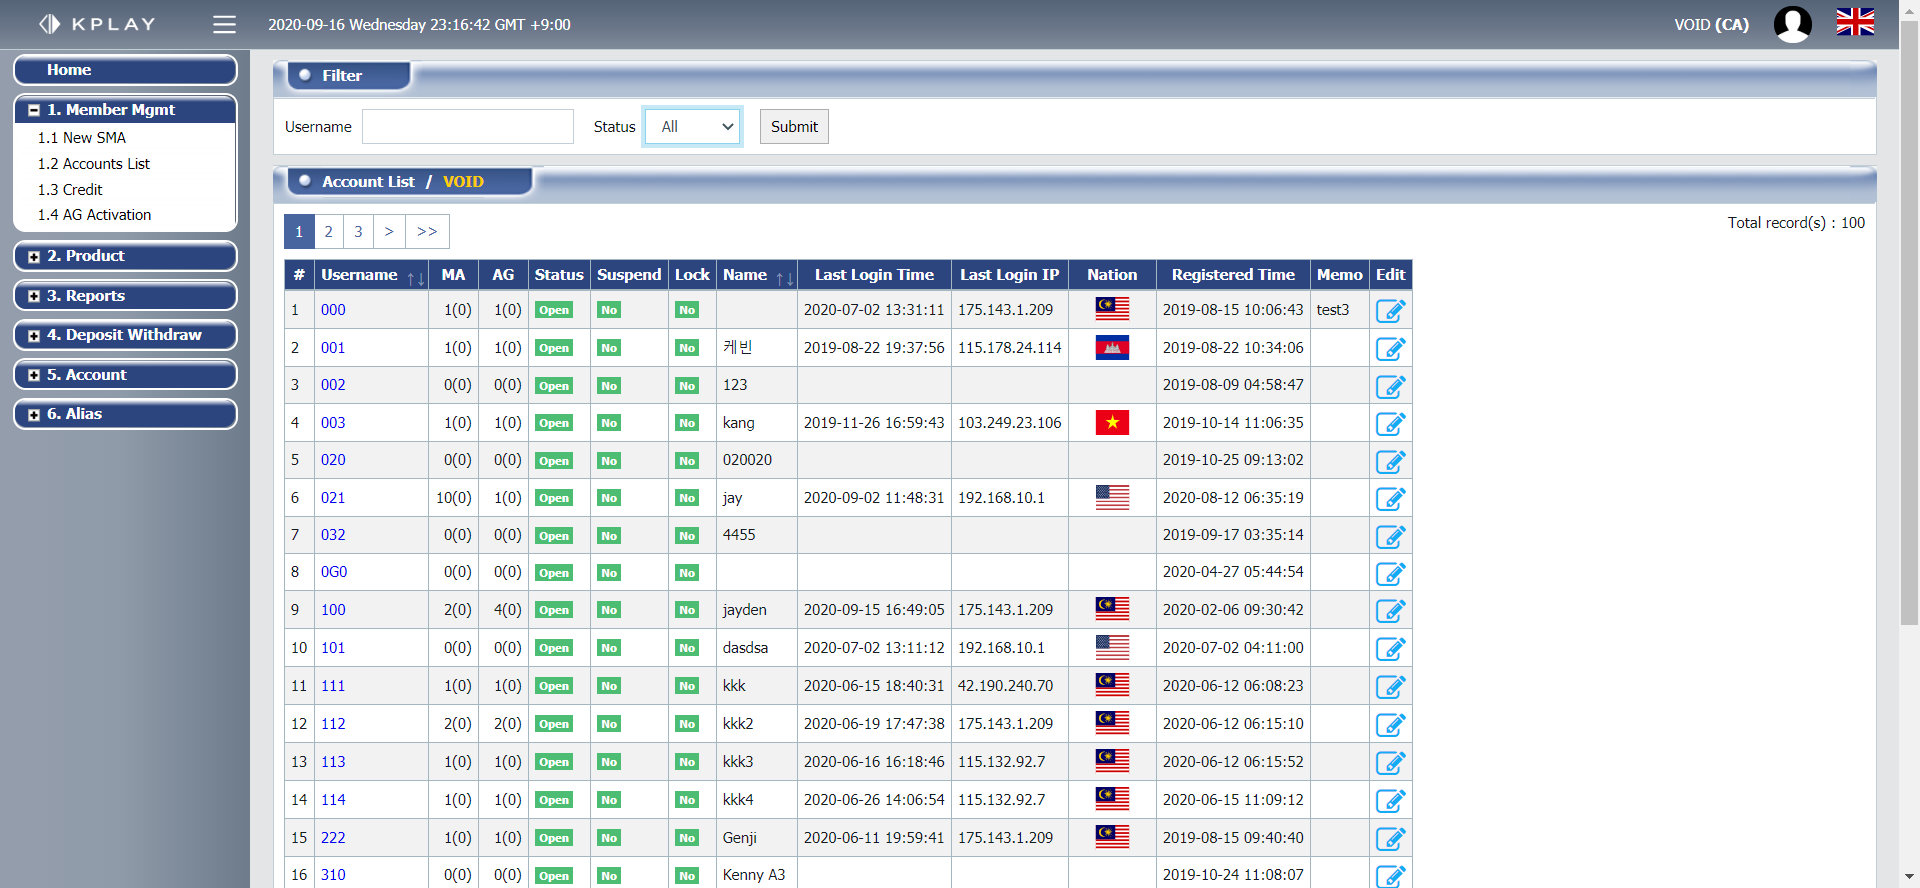 KPLAY
2020-09-16 Wednesday 23:16:42 GMT +9:00
VOID (CA)
Home
1. Member Mgmt
1.1 New SMA
1.2 Accounts List
1.3 Credit
1.4 AG Activation
2. Product
3. Reports
4. Deposit Withdraw
5. Account
6. Alias
Filter
Username Status All Submit
Account List / VOID
1 2 3 > >>
Total record(s) : 100
# Username ↑↓ MA AG Status Suspend Lock Name ↑↓ Last Login Time Last Login IP Nation Registered Time Memo Edit
1 000 1(0) 1(0) Open No No 2020-07-02 13:31:11 175.143.1.209 2019-08-15 10:06:43 test3
2 001 1(0) 1(0) Open No No 케빈 2019-08-22 19:37:56 115.178.24.114 2019-08-22 10:34:06
3 002 0(0) 0(0) Open No No 123 2019-08-09 04:58:47
4 003 1(0) 1(0) Open No No kang 2019-11-26 16:59:43 103.249.23.106 2019-10-14 11:06:35
5 020 0(0) 0(0) Open No No 020020 2019-10-25 09:13:02
6 021 10(0) 1(0) Open No No jay 2020-09-02 11:48:31 192.168.10.1 2020-08-12 06:35:19
7 032 0(0) 0(0) Open No No 4455 2019-09-17 03:35:14
8 0G0 0(0) 0(0) Open No No 2020-04-27 05:44:54
9 100 2(0) 4(0) Open No No jayden 2020-09-15 16:49:05 175.143.1.209 2020-02-06 09:30:42
10 101 0(0) 0(0) Open No No dasdsa 2020-07-02 13:11:12 192.168.10.1 2020-07-02 04:11:00
11 111 1(0) 1(0) Open No No kkk 2020-06-15 18:40:31 42.190.240.70 2020-06-12 06:08:23
12 112 2(0) 2(0) Open No No kkk2 2020-06-19 17:47:38 175.143.1.209 2020-06-12 06:15:10
13 113 1(0) 1(0) Open No No kkk3 2020-06-16 16:18:46 115.132.92.7 2020-06-12 06:15:52
14 114 1(0) 1(0) Open No No kkk4 2020-06-26 14:06:54 115.132.92.7 2020-06-15 11:09:12
15 222 1(0) 1(0) Open No No Genji 2020-06-11 19:59:41 175.143.1.209 2019-08-15 09:40:40
16 310 0(0) 0(0) Open No No Kenny A3 2019-10-24 11:08:07